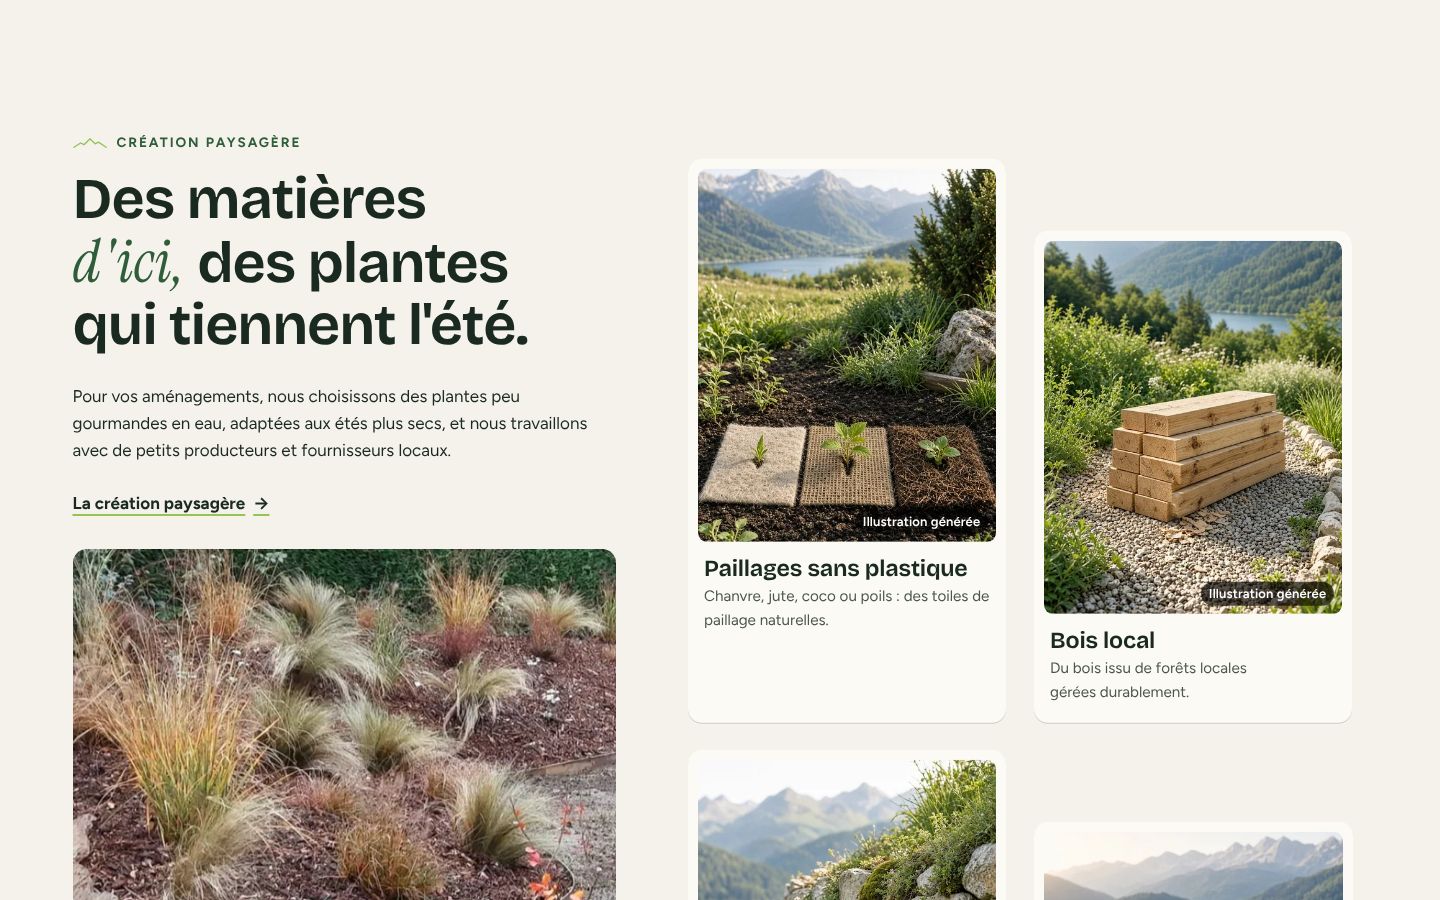 CRÉATION PAYSAGÈRE
Des matières
d'ici, des plantes
qui tiennent l'été.
Pour vos aménagements, nous choisissons des plantes peu
gourmandes en eau, adaptées aux étés plus secs, et nous travaillons
avec de petits producteurs et fournisseurs locaux.
La création paysagère →
Illustration générée
Paillages sans plastique
Chanvre, jute, coco ou poils : des toiles de
paillage naturelles.
Illustration générée
Bois local
Du bois issu de forêts locales
gérées durablement.